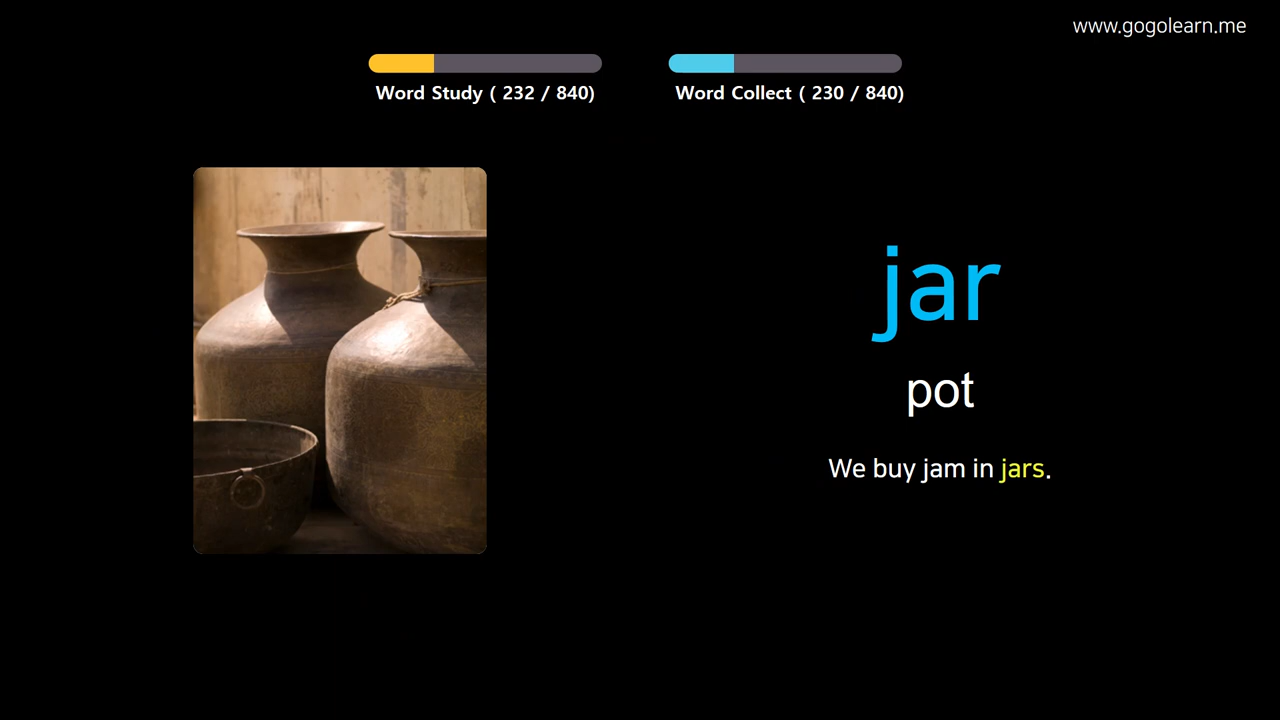 www.gogolearn.me
Word Study ( 232 / 840)
Word Collect ( 230 / 840)
jar
pot
We buy jam in jars.